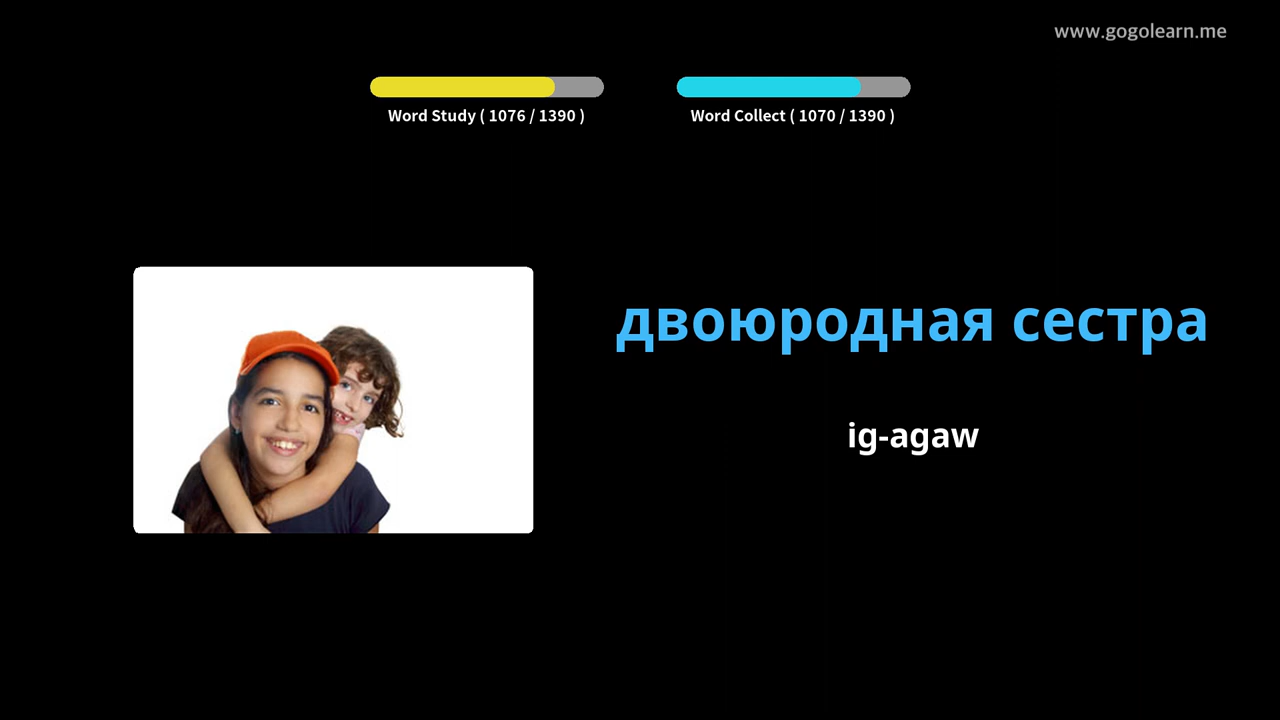 www.gogolearn.me
Word Study ( 1076 / 1390 )
Word Collect ( 1070 / 1390 )
двоюродная сестра
ig-agaw